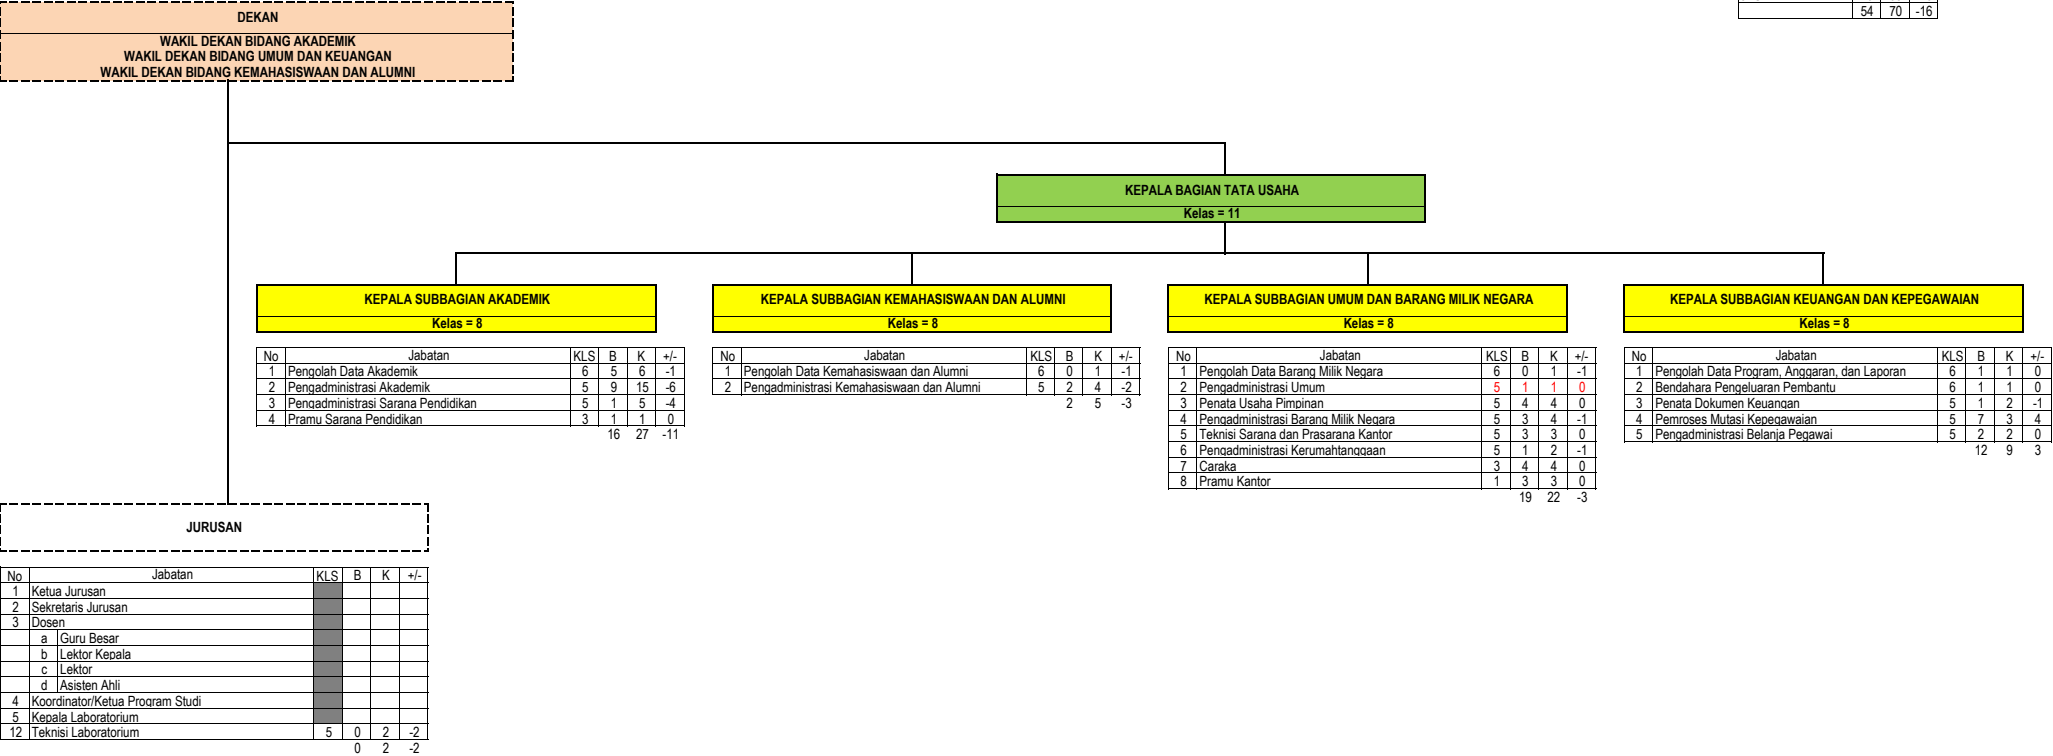 DEKAN
WAKIL DEKAN BIDANG AKADEMIK
WAKIL DEKAN BIDANG UMUM DAN KEUANGAN
WAKIL DEKAN BIDANG KEMAHASISWAAN DAN ALUMNI
54 70 -16
KEPALA BAGIAN TATA USAHA
Kelas = 11
KEPALA SUBBAGIAN AKADEMIK
Kelas = 8
No Jabatan KLS B K +/-
1 Pengolah Data Akademik 6 5 6 -1
2 Pengadministrasi Akademik 5 9 15 -6
3 Pengadministrasi Sarana Pendidikan 5 1 5 -4
4 Pramu Sarana Pendidikan 3 1 1 0
16 27 -11
KEPALA SUBBAGIAN KEMAHASISWAAN DAN ALUMNI
Kelas = 8
No Jabatan KLS B K +/-
1 Pengolah Data Kemahasiswaan dan Alumni 6 0 1 -1
2 Pengadministrasi Kemahasiswaan dan Alumni 5 2 4 -2
2 5 -3
KEPALA SUBBAGIAN UMUM DAN BARANG MILIK NEGARA
Kelas = 8
No Jabatan KLS B K +/-
1 Pengolah Data Barang Milik Negara 6 0 1 -1
2 Pengadministrasi Umum 5 1 1 0
3 Penata Usaha Pimpinan 5 4 4 0
4 Pengadministrasi Barang Milik Negara 5 3 4 -1
5 Teknisi Sarana dan Prasarana Kantor 5 3 3 0
6 Pengadministrasi Kerumahtanggaan 5 1 2 -1
7 Caraka 3 4 4 0
8 Pramu Kantor 1 3 3 0
19 22 -3
KEPALA SUBBAGIAN KEUANGAN DAN KEPEGAWAIAN
Kelas = 8
No Jabatan KLS B K +/-
1 Pengolah Data Program, Anggaran, dan Laporan 6 1 1 0
2 Bendahara Pengeluaran Pembantu 6 1 1 0
3 Penata Dokumen Keuangan 5 1 2 -1
4 Pemroses Mutasi Kepegawaian 5 7 3 4
5 Pengadministrasi Belanja Pegawai 5 2 2 0
12 9 3
JURUSAN
No Jabatan KLS B K +/-
1 Ketua Jurusan
2 Sekretaris Jurusan
3 Dosen
a Guru Besar
b Lektor Kepala
c Lektor
d Asisten Ahli
4 Koordinator/Ketua Program Studi
5 Kepala Laboratorium
12 Teknisi Laboratorium 5 0 2 -2
0 2 -2